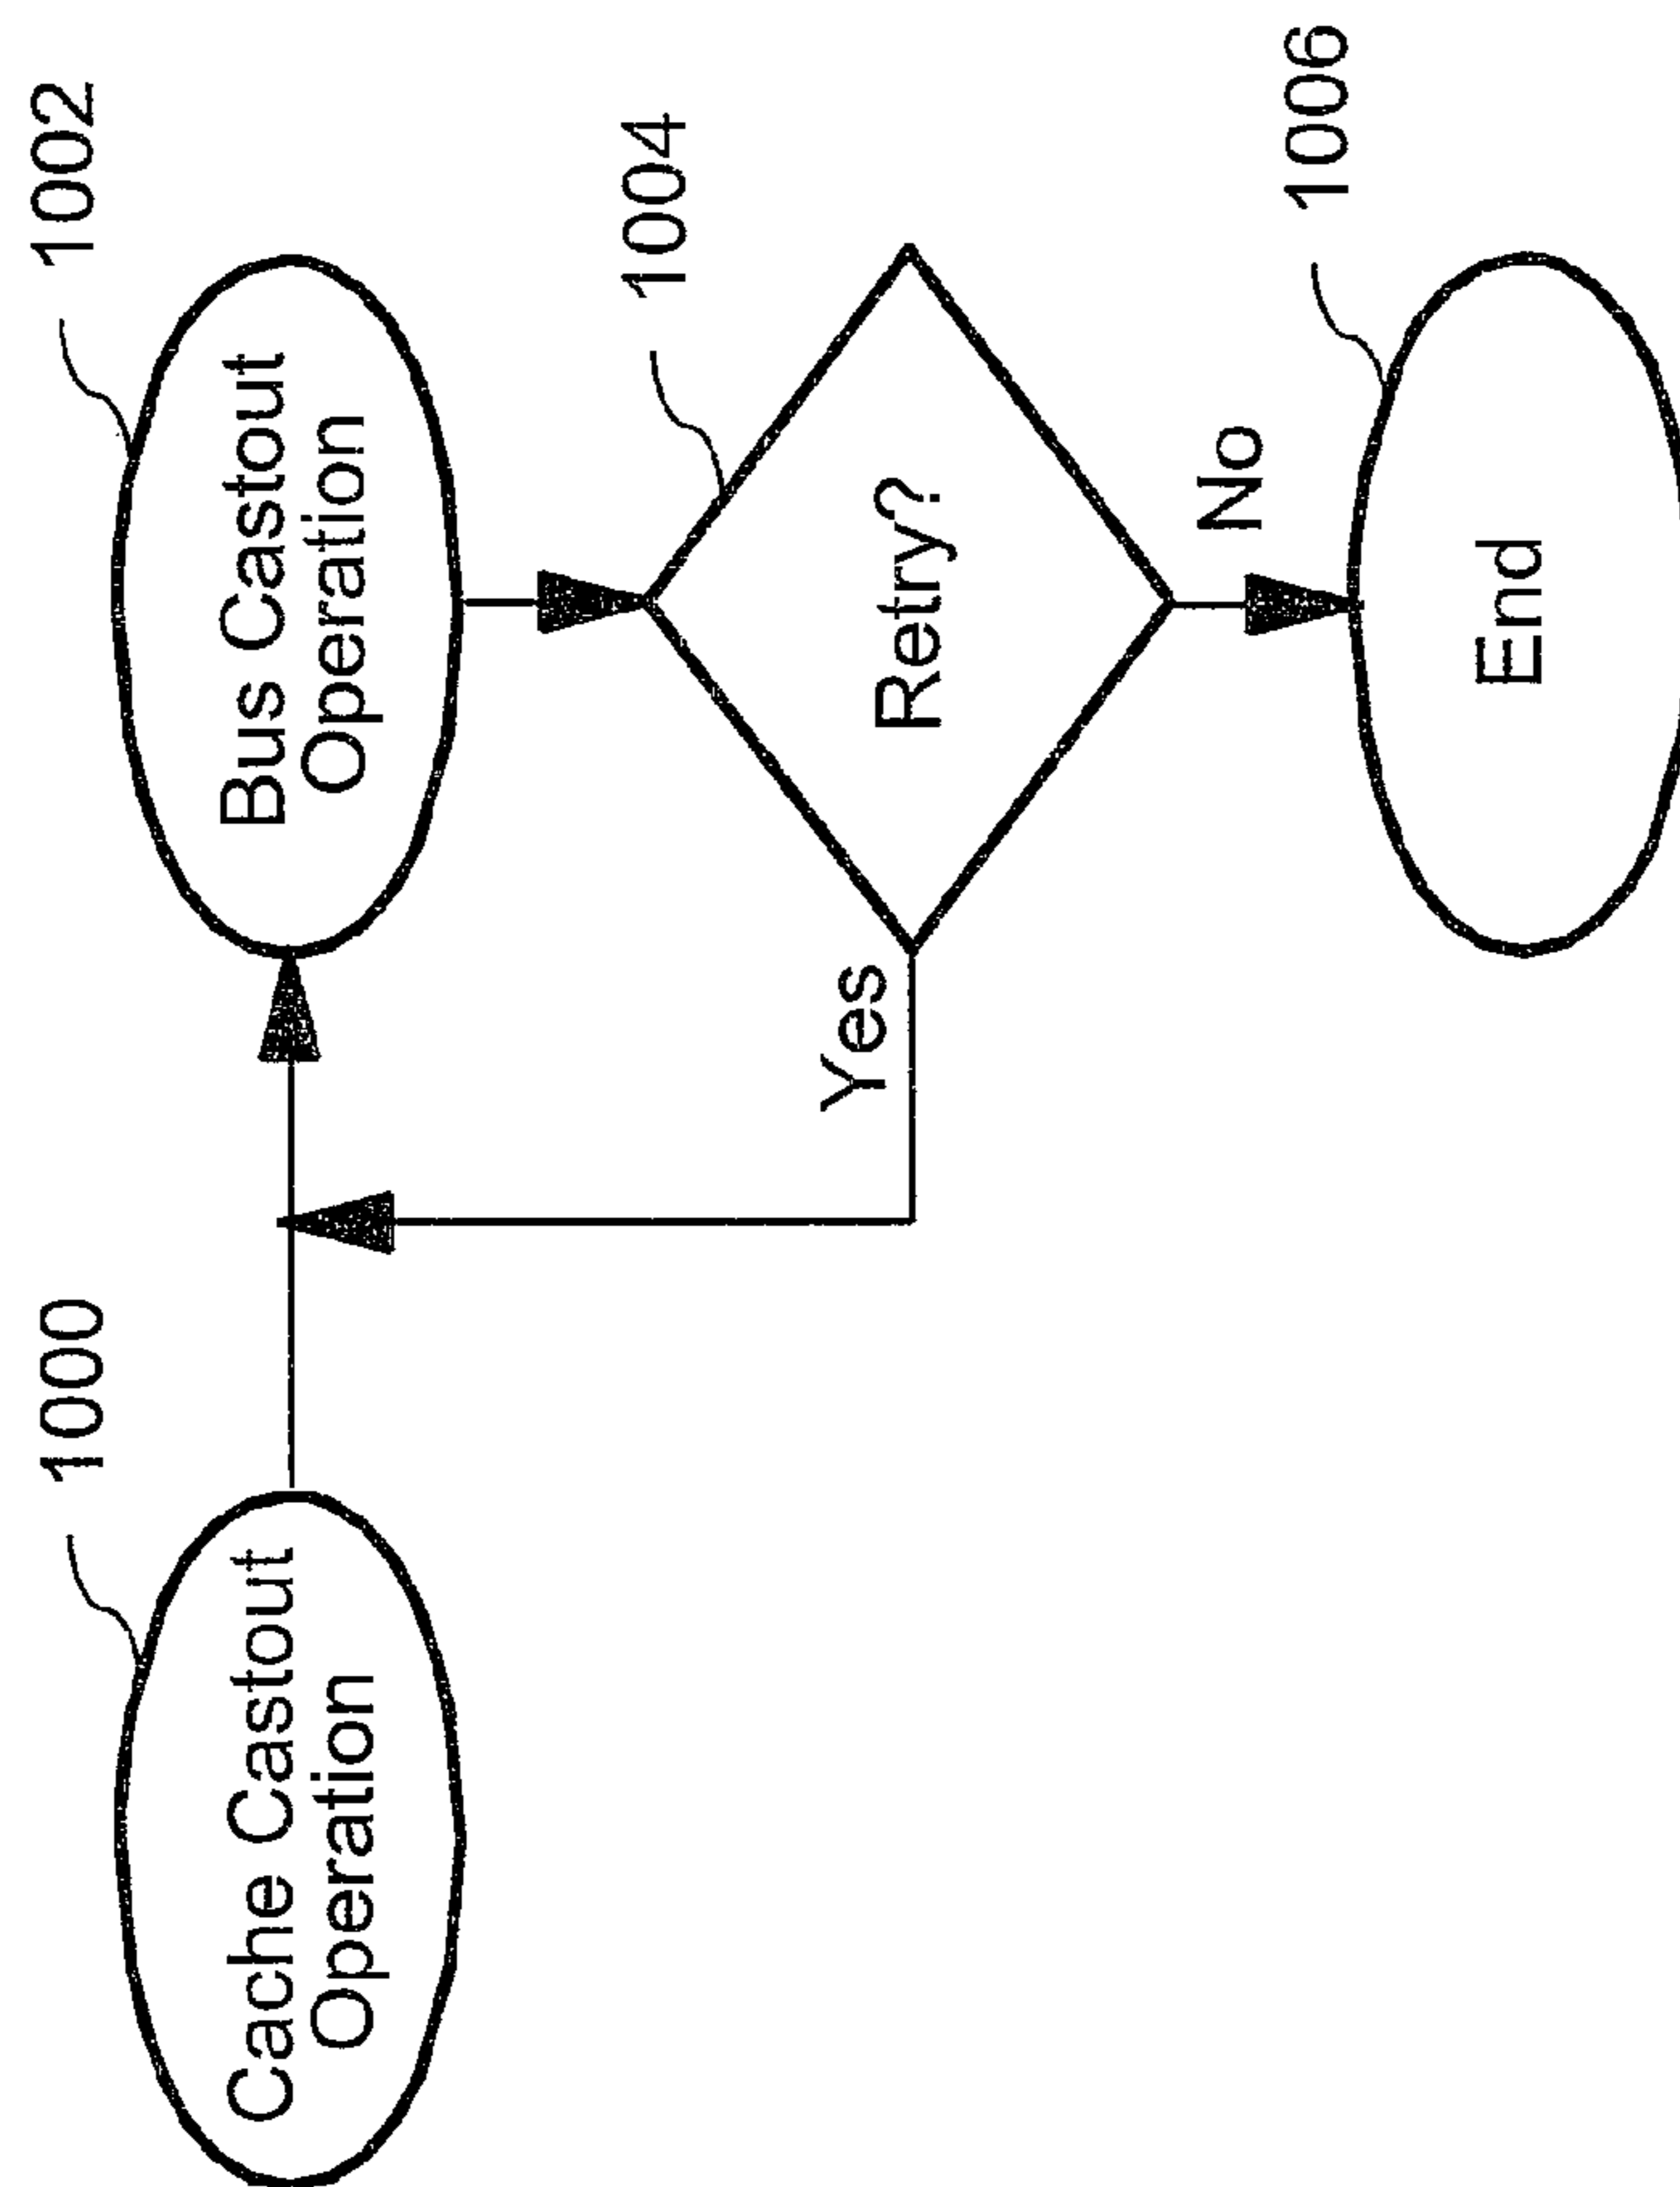 1000
Cache Castout
Operation
1002
Bus Castout
Operation
1004
Retry?
Yes
No
1006
End